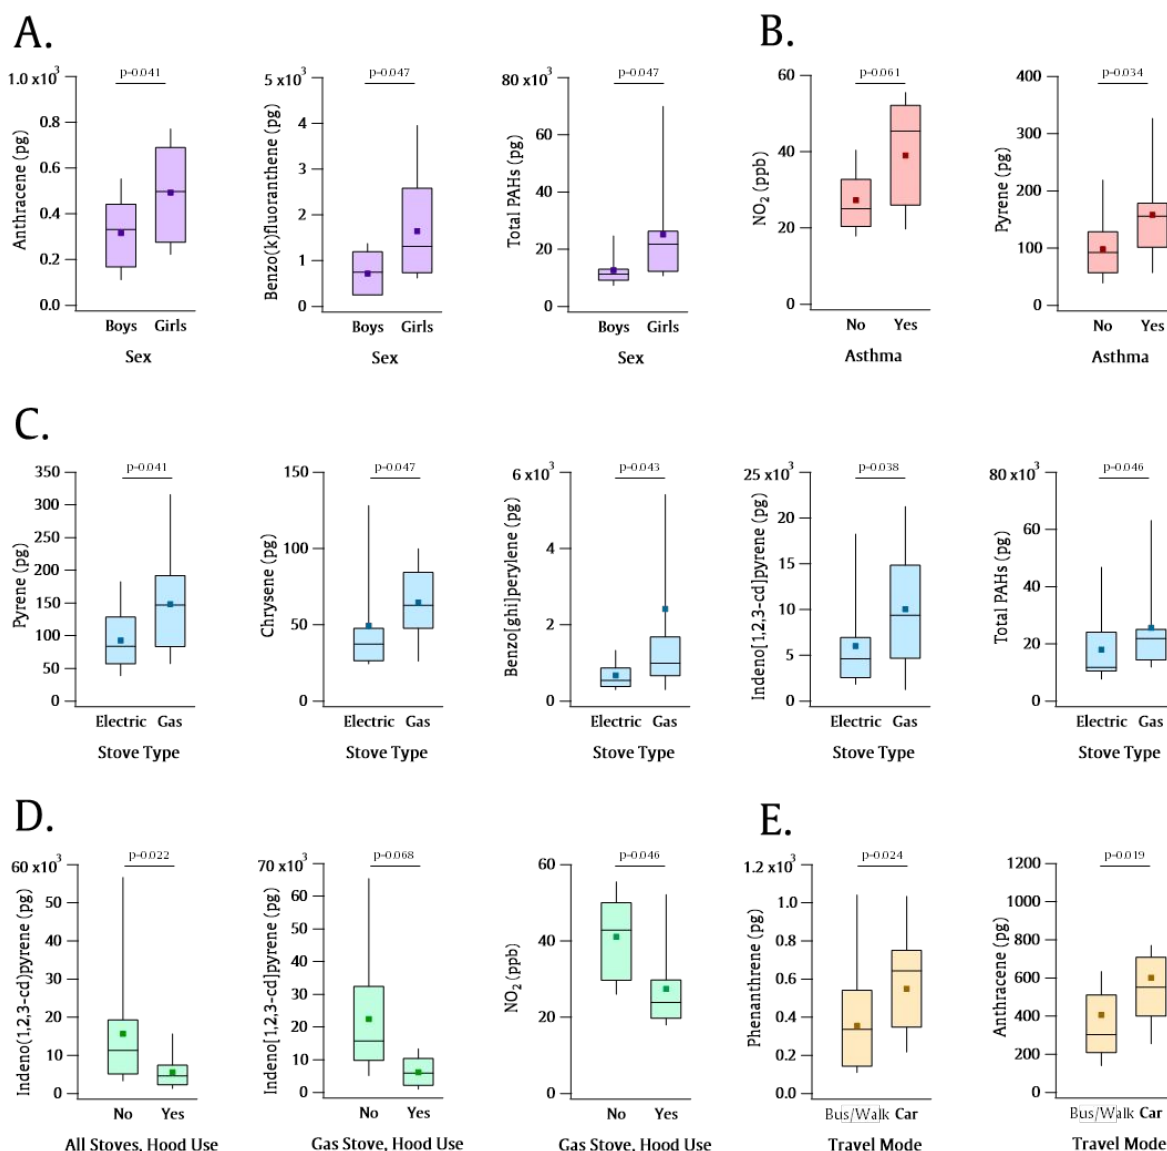 A.
B.
p-0.041
p-0.047
p-0.047
p-0.061
p-0.034
1.0 x10³
0.8
0.6
0.4
0.2
0.0
Anthracene (pg)
Boys Girls
Sex
5 x10³
4
3
2
1
0
Benzo(k)fluoranthene (pg)
Boys Girls
Sex
80 x10³
60
40
20
0
Total PAHs (pg)
Boys Girls
Sex
60
40
20
0
NO₂ (ppb)
No Yes
Asthma
400
300
200
100
0
Pyrene (pg)
No Yes
Asthma
C.
p-0.041
p-0.047
p-0.043
p-0.038
p-0.046
350
300
250
200
150
100
50
0
Pyrene (pg)
Electric Gas
Stove Type
150
100
50
0
Chrysene (pg)
Electric Gas
Stove Type
6 x10³
4
2
0
Benzo[ghi]perylene (pg)
Electric Gas
Stove Type
25 x10³
20
15
10
5
0
Indeno[1,2,3-cd]pyrene (pg)
Electric Gas
Stove Type
80 x10³
60
40
20
0
Total PAHs (pg)
Electric Gas
Stove Type
D.
E.
p-0.022
p-0.068
p-0.046
p-0.024
p-0.019
60 x10³
50
40
30
20
10
0
Indeno(1,2,3-cd)pyrene (pg)
No Yes
All Stoves, Hood Use
70 x10³
60
50
40
30
20
10
0
Indeno[1,2,3-cd]pyrene (pg)
No Yes
Gas Stove, Hood Use
60
40
20
0
NO₂ (ppb)
No Yes
Gas Stove, Hood Use
1.2 x10³
1.0
0.8
0.6
0.4
0.2
0.0
Phenanthrene (pg)
Bus/Walk Car
Travel Mode
1200
1000
800
600
400
200
0
Anthracene (pg)
Bus/Walk Car
Travel Mode